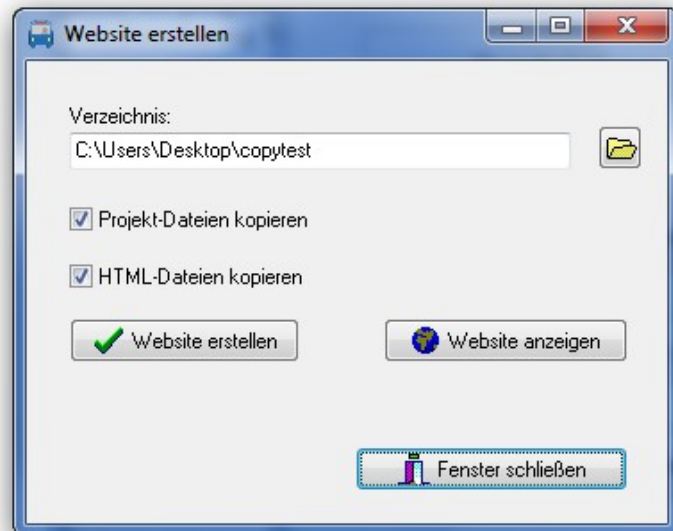 Website erstellen
Verzeichnis:
C:\Users\Desktop\copytest
Projekt-Dateien kopieren
HTML-Dateien kopieren
Website erstellen
Website anzeigen
Fenster schließen